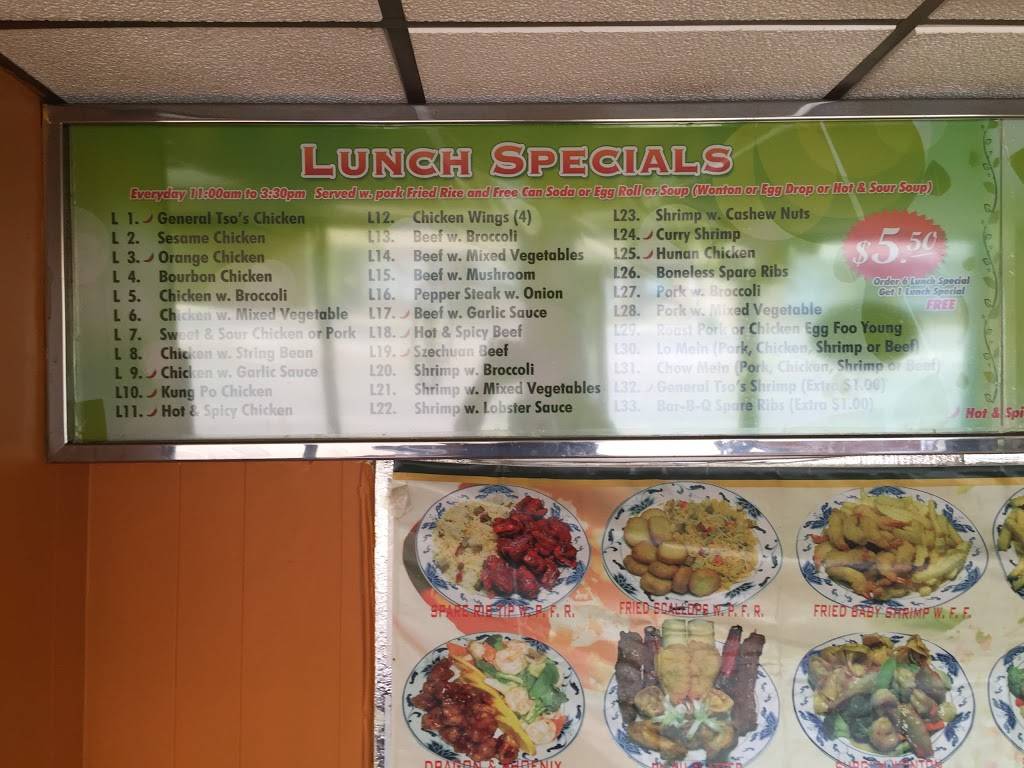 LUNCH SPECIALS
Everyday 11:00am to 3:30pm Served w. pork Fried Rice and Free Can Soda or Egg Roll or Soup (Wonton or Egg Drop or Hot & Sour Soup)
L 1. General Tso's Chicken
L 2. Sesame Chicken
L 3. Orange Chicken
L 4. Bourbon Chicken
L 5. Chicken w. Broccoli
L 6. Chicken w. Mixed Vegetable
L 7. Sweet & Sour Chicken or Pork
L 8. Chicken w. String Bean
L 9. Chicken w. Garlic Sauce
L10. Kung Po Chicken
L11. Hot & Spicy Chicken
L12. Chicken Wings (4)
L13. Beef w. Broccoli
L14. Beef w. Mixed Vegetables
L15. Beef w. Mushroom
L16. Pepper Steak w. Onion
L17. Beef w. Garlic Sauce
L18. Hot & Spicy Beef
L19. Szechuan Beef
L20. Shrimp w. Broccoli
L21. Shrimp w. Mixed Vegetables
L22. Shrimp w. Lobster Sauce
L23. Shrimp w. Cashew Nuts
L24. Curry Shrimp
L25. Hunan Chicken
L26. Boneless Spare Ribs
L27. Pork w. Broccoli
L28. Pork w. Mixed Vegetable
L29. Roast Pork or Chicken Egg Foo Young
L30. Lo Mein (Pork, Chicken, Shrimp or Beef)
L31. Chow Mein (Pork, Chicken, Shrimp or Beef)
L32. General Tso's Shrimp (Extra $1.00)
L33. Bar-B-Q Spare Ribs (Extra $1.00)
$5.50
Order 6 Lunch Special
Get 1 Lunch Special
FREE
Hot & Spi
SPARE RIB TIP W. P. F. R.
FRIED SCALLOPS W. P. F. R.
FRIED BABY SHRIMP W. F. F.
DRAGON & PHOENIX